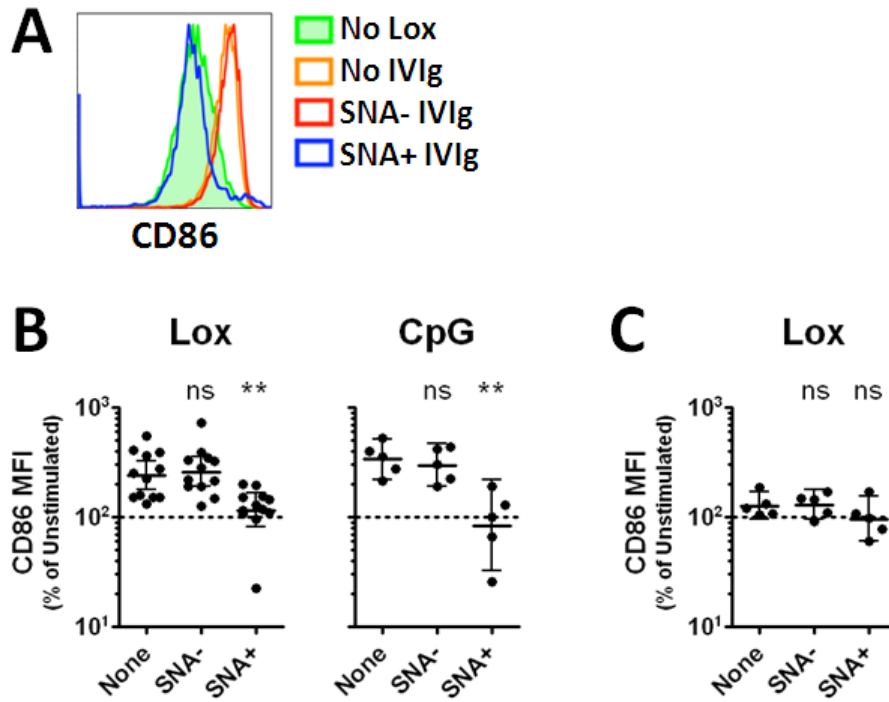 A
No Lox
No IVIg
SNA- IVIg
SNA+ IVIg
CD86
B
Lox
CpG
C
Lox
ns
**
ns
**
ns
ns
CD86 MFI
(% of Unstimulated)
10³
10²
10¹
None
SNA-
SNA+
None
SNA-
SNA+
CD86 MFI
(% of Unstimulated)
10³
10²
10¹
None
SNA-
SNA+